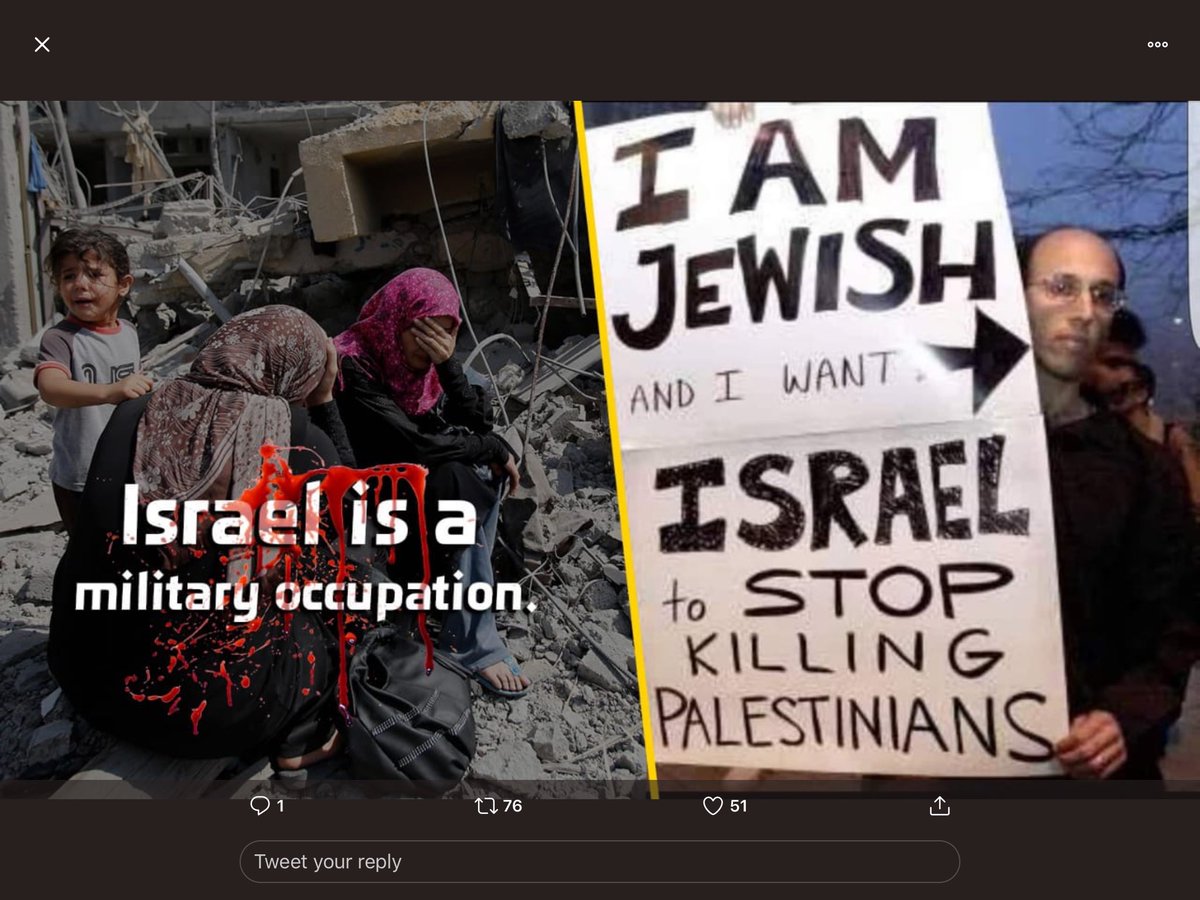 Israel is a
military occupation.
I AM
JEWISH
AND I WANT
ISRAEL
to STOP
KILLING
PALESTINIANS
1
76
51
Tweet your reply